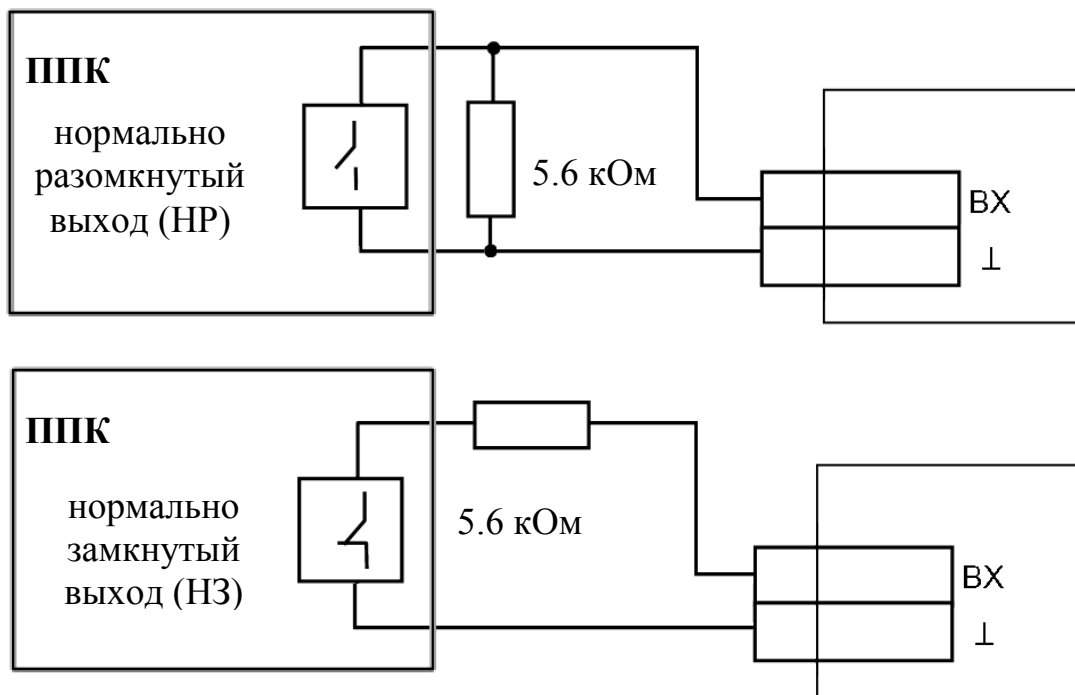 ППК
нормально
разомкнутый
выход (НР)
5.6 кОм
ВХ
⊥
ППК
нормально
замкнутый
выход (НЗ)
5.6 кОм
ВХ
⊥